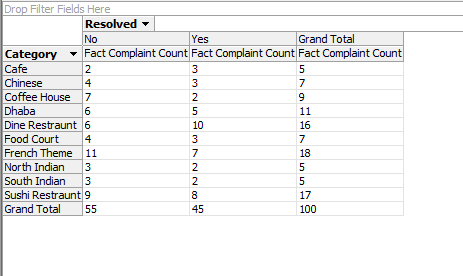 Drop Filter Fields Here
Resolved
No Yes Grand Total
Category Fact Complaint Count Fact Complaint Count Fact Complaint Count
Cafe 2 3 5
Chinese 4 3 7
Coffee House 7 2 9
Dhaba 6 5 11
Dine Restraunt 6 10 16
Food Court 4 3 7
French Theme 11 7 18
North Indian 3 2 5
South Indian 3 2 5
Sushi Restraunt 9 8 17
Grand Total 55 45 100